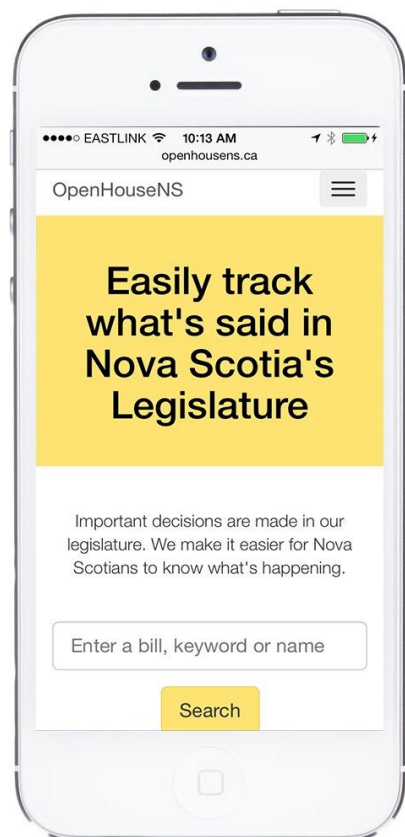 EASTLINK 10:13 AM
openhousens.ca
OpenHouseNS
Easily track
what's said in
Nova Scotia's
Legislature
Important decisions are made in our
legislature. We make it easier for Nova
Scotians to know what's happening.
Enter a bill, keyword or name
Search